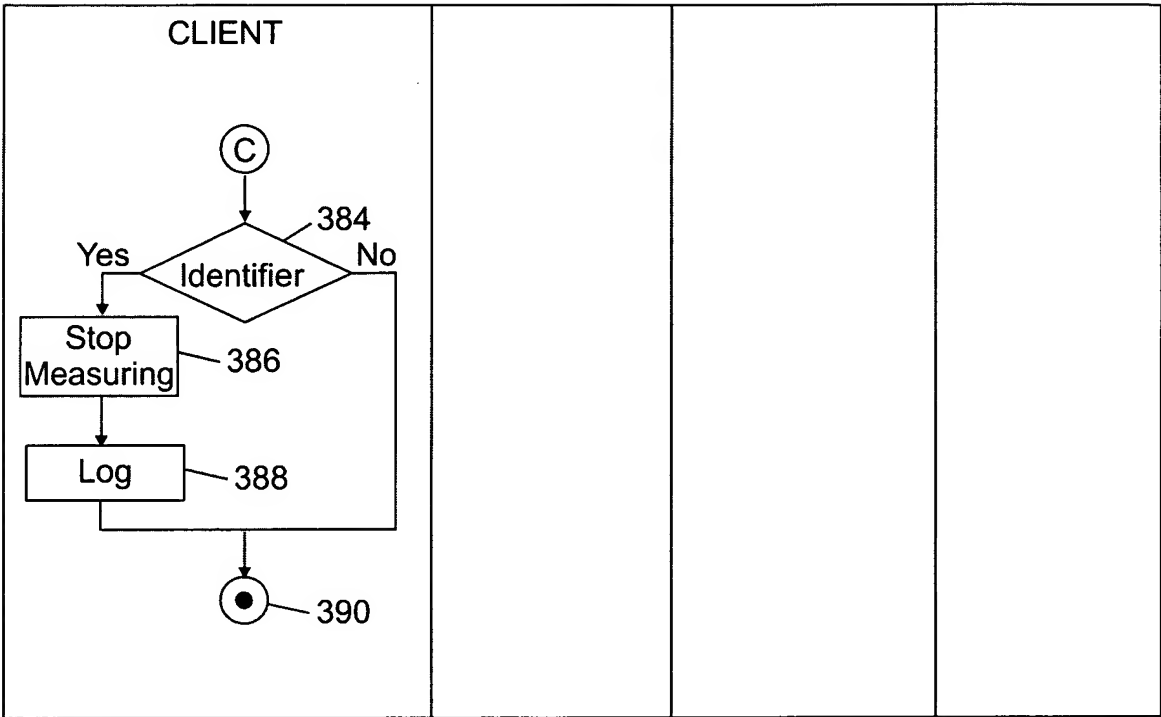 CLIENT
C
384
Yes
No
Identifier
Stop
Measuring
386
Log
388
390